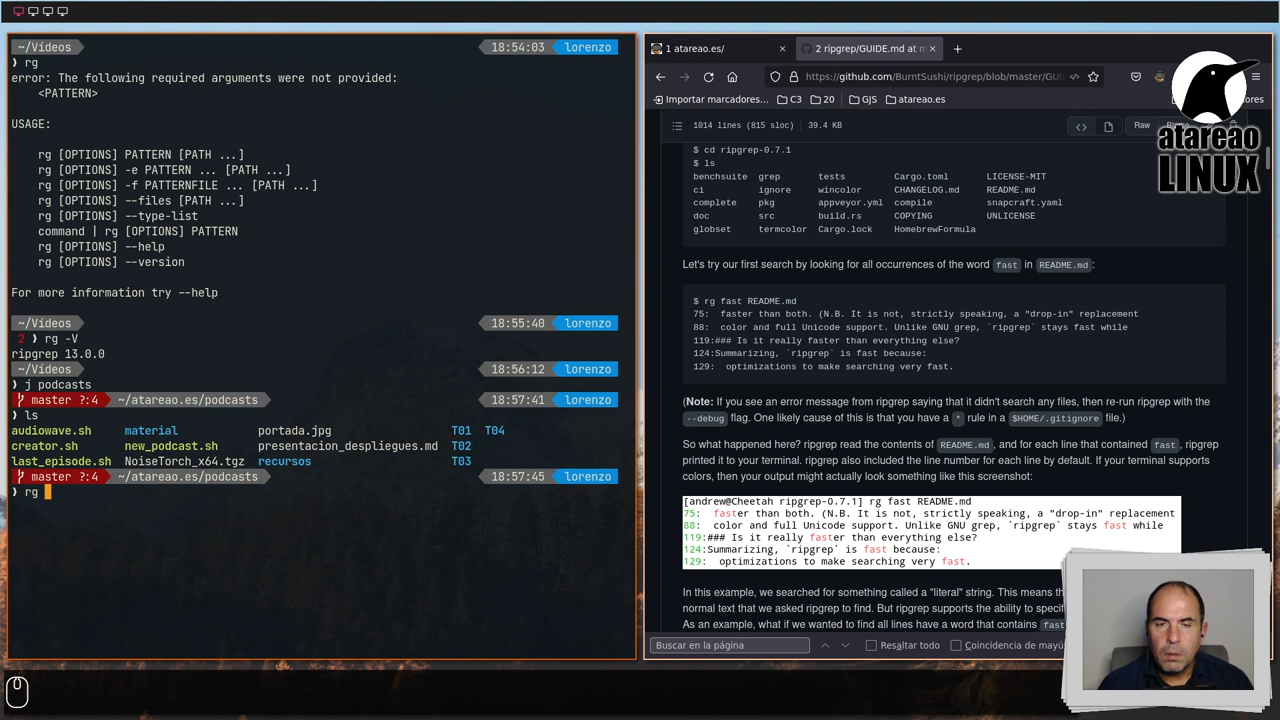 ~/Vídeos 18:54:03 lorenzo
❯ rg
error: The following required arguments were not provided:
<PATTERN>
USAGE:
rg [OPTIONS] PATTERN [PATH ...]
rg [OPTIONS] -e PATTERN ... [PATH ...]
rg [OPTIONS] -f PATTERNFILE ... [PATH ...]
rg [OPTIONS] --files [PATH ...]
rg [OPTIONS] --type-list
command | rg [OPTIONS] PATTERN
rg [OPTIONS] --help
rg [OPTIONS] --version
For more information try --help
~/Vídeos 18:55:40 lorenzo
2 ❯ rg -V
ripgrep 13.0.0
~/Vídeos 18:56:12 lorenzo
❯ j podcasts
master ?:4 ~/atareao.es/podcasts 18:57:41 lorenzo
❯ ls
audiowave.sh material portada.jpg T01 T04
creator.sh new_podcast.sh presentacion_despliegues.md T02
last_episode.sh NoiseTorch_x64.tgz recursos T03
master ?:4 ~/atareao.es/podcasts 18:57:45 lorenzo
❯ rg
1 atareao.es/ × 2 ripgrep/GUIDE.md at m × +
https://github.com/BurntSushi/ripgrep/blob/master/GUI
Importar marcadores... C3 20 GJS atareao.es
1014 lines (815 sloc) 39.4 KB Raw
atareao
LINUX
$ cd ripgrep-0.7.1
$ ls
benchsuite grep tests Cargo.toml LICENSE-MIT
ci ignore wincolor CHANGELOG.md README.md
complete pkg appveyor.yml compile snapcraft.yaml
doc src build.rs COPYING UNLICENSE
globset termcolor Cargo.lock HomebrewFormula
Let's try our first search by looking for all occurrences of the word fast in README.md:
$ rg fast README.md
75: faster than both. (N.B. It is not, strictly speaking, a "drop-in" replacement
88: color and full Unicode support. Unlike GNU grep, `ripgrep` stays fast while
119:### Is it really faster than everything else?
124:Summarizing, `ripgrep` is fast because:
129: optimizations to make searching very fast.
(Note: If you see an error message from ripgrep saying that it didn't search any files, then re-run ripgrep with the
--debug flag. One likely cause of this is that you have a * rule in a $HOME/.gitignore file.)
So what happened here? ripgrep read the contents of README.md, and for each line that contained fast, ripgrep
printed it to your terminal. ripgrep also included the line number for each line by default. If your terminal supports
colors, then your output might actually look something like this screenshot:
[andrew@Cheetah ripgrep-0.7.1] rg fast README.md
75: faster than both. (N.B. It is not, strictly speaking, a "drop-in" replacement
88: color and full Unicode support. Unlike GNU grep, `ripgrep` stays fast while
119:### Is it really faster than everything else?
124:Summarizing, `ripgrep` is fast because:
129: optimizations to make searching very fast.
In this example, we searched for something called a "literal" string. This means th
normal text that we asked ripgrep to find. But ripgrep supports the ability to specif
As an example, what if we wanted to find all lines have a word that contains fast
Buscar en la página Resaltar todo Coincidencia de mayú